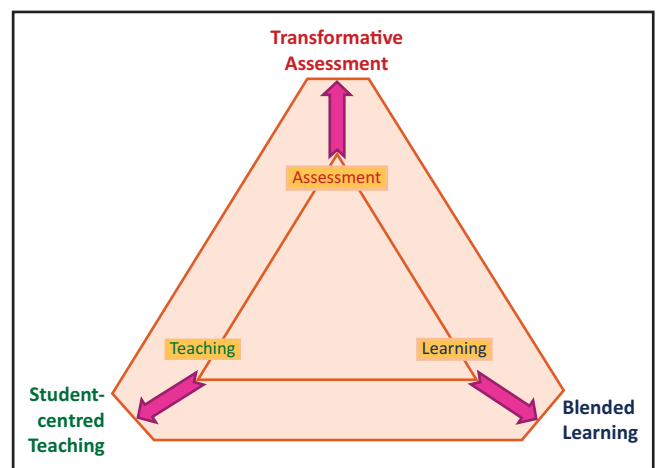 Transformative
Assessment
Assessment
Teaching
Learning
Student-
centred
Teaching
Blended
Learning